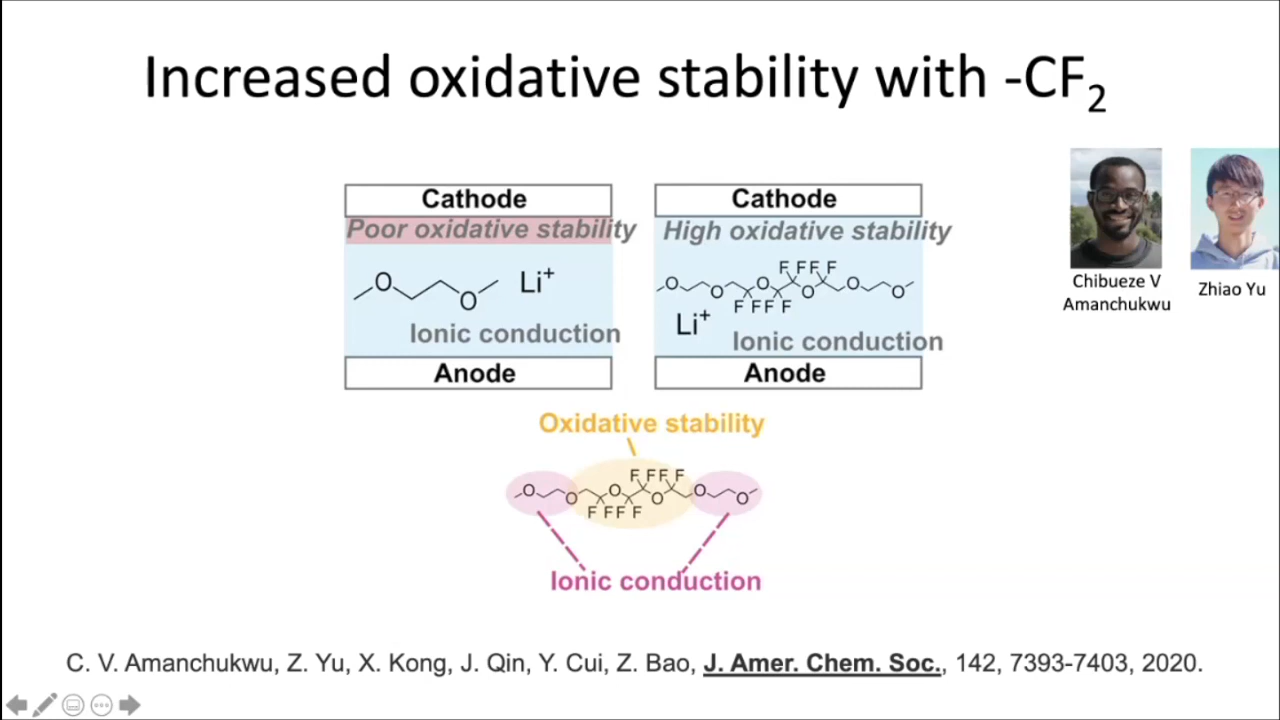 Increased oxidative stability with -CF₂
Cathode
Poor oxidative stability
O
O
Li⁺
Ionic conduction
Anode
Cathode
High oxidative stability
F F F F
O O O O O O
F F F F
Li⁺
Ionic conduction
Anode
Chibueze V
Amanchukwu
Zhiao Yu
Oxidative stability
F F F F
O O O O O O
F F F F
Ionic conduction
C. V. Amanchukwu, Z. Yu, X. Kong, J. Qin, Y. Cui, Z. Bao, J. Amer. Chem. Soc., 142, 7393-7403, 2020.